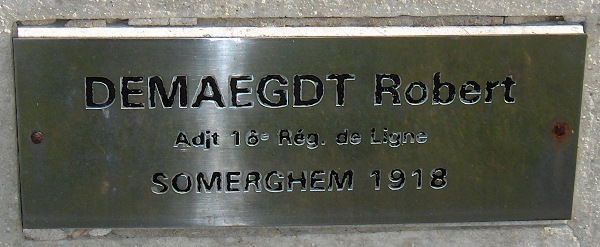 DEMAEGDT Robert
Adjt 16e Rég. de Ligne
SOMERGHEM 1918